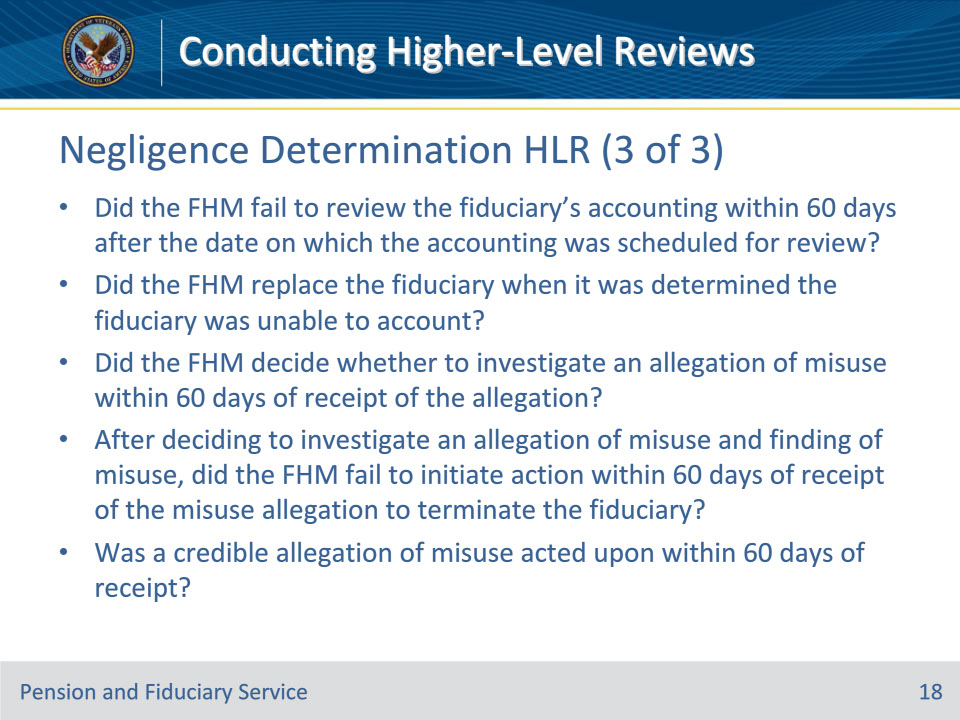 Conducting Higher-Level Reviews
Negligence Determination HLR (3 of 3)
• Did the FHM fail to review the fiduciary’s accounting within 60 days
after the date on which the accounting was scheduled for review?
• Did the FHM replace the fiduciary when it was determined the
fiduciary was unable to account?
• Did the FHM decide whether to investigate an allegation of misuse
within 60 days of receipt of the allegation?
• After deciding to investigate an allegation of misuse and finding of
misuse, did the FHM fail to initiate action within 60 days of receipt
of the misuse allegation to terminate the fiduciary?
• Was a credible allegation of misuse acted upon within 60 days of
receipt?
Pension and Fiduciary Service
18